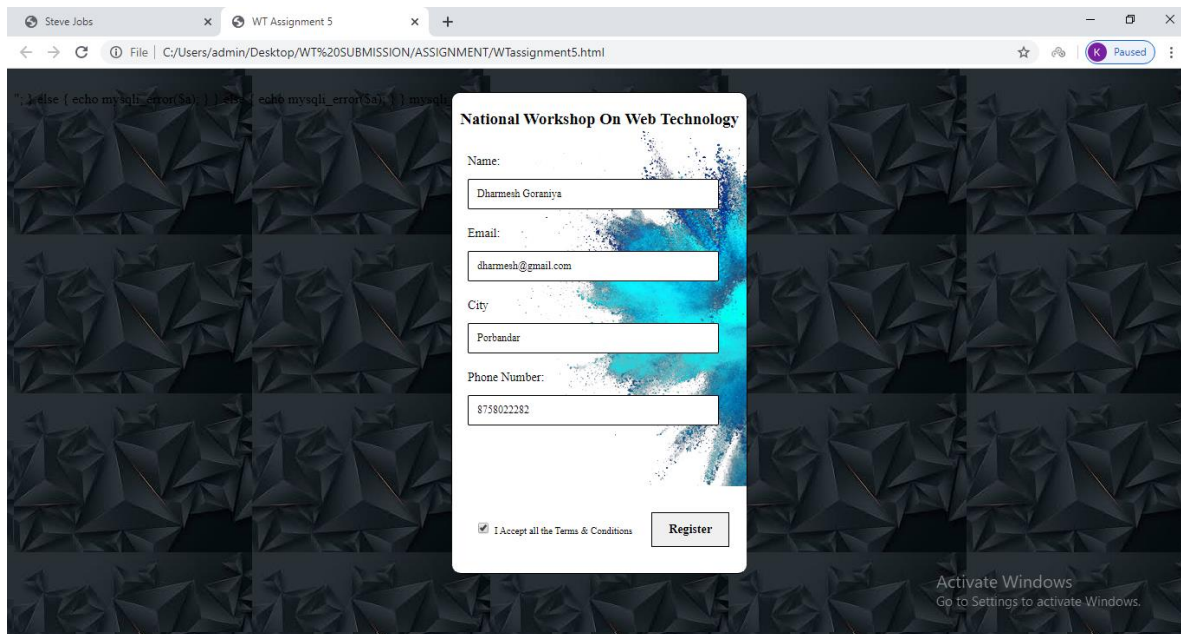 Steve Jobs
WT Assignment 5
File | C:/Users/admin/Desktop/WT%20SUBMISSION/ASSIGNMENT/WTassignment5.html
K Paused
"; } else { echo mysqli_error($a); } } else { echo mysqli_error($a); } } mysqli
National Workshop On Web Technology
Name:
Dharmesh Goraniya
Email:
dharmesh@gmail.com
City
Porbandar
Phone Number:
8758022282
I Accept all the Terms & Conditions
Register
Activate Windows
Go to Settings to activate Windows.